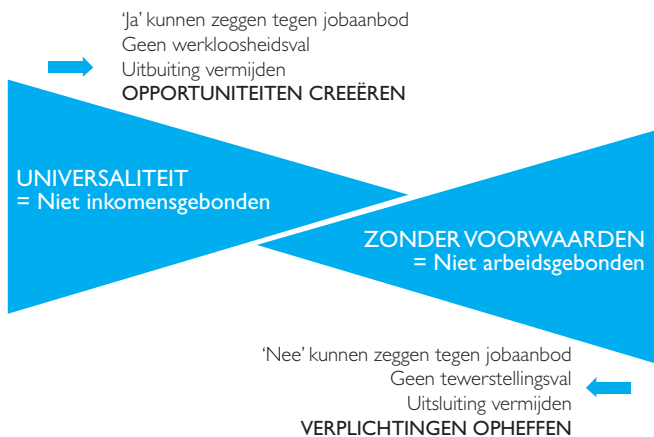 ‘Ja’ kunnen zeggen tegen jobaanbod
Geen werkloosheidsval
Uitbuiting vermijden
OPPORTUNITEITEN CREEËREN
UNIVERSALITEIT
= Niet inkomensgebonden
ZONDER VOORWAARDEN
= Niet arbeidsgebonden
‘Nee’ kunnen zeggen tegen jobaanbod
Geen tewerstellingsval
Uitsluiting vermijden
VERPLICHTINGEN OPHEFFEN